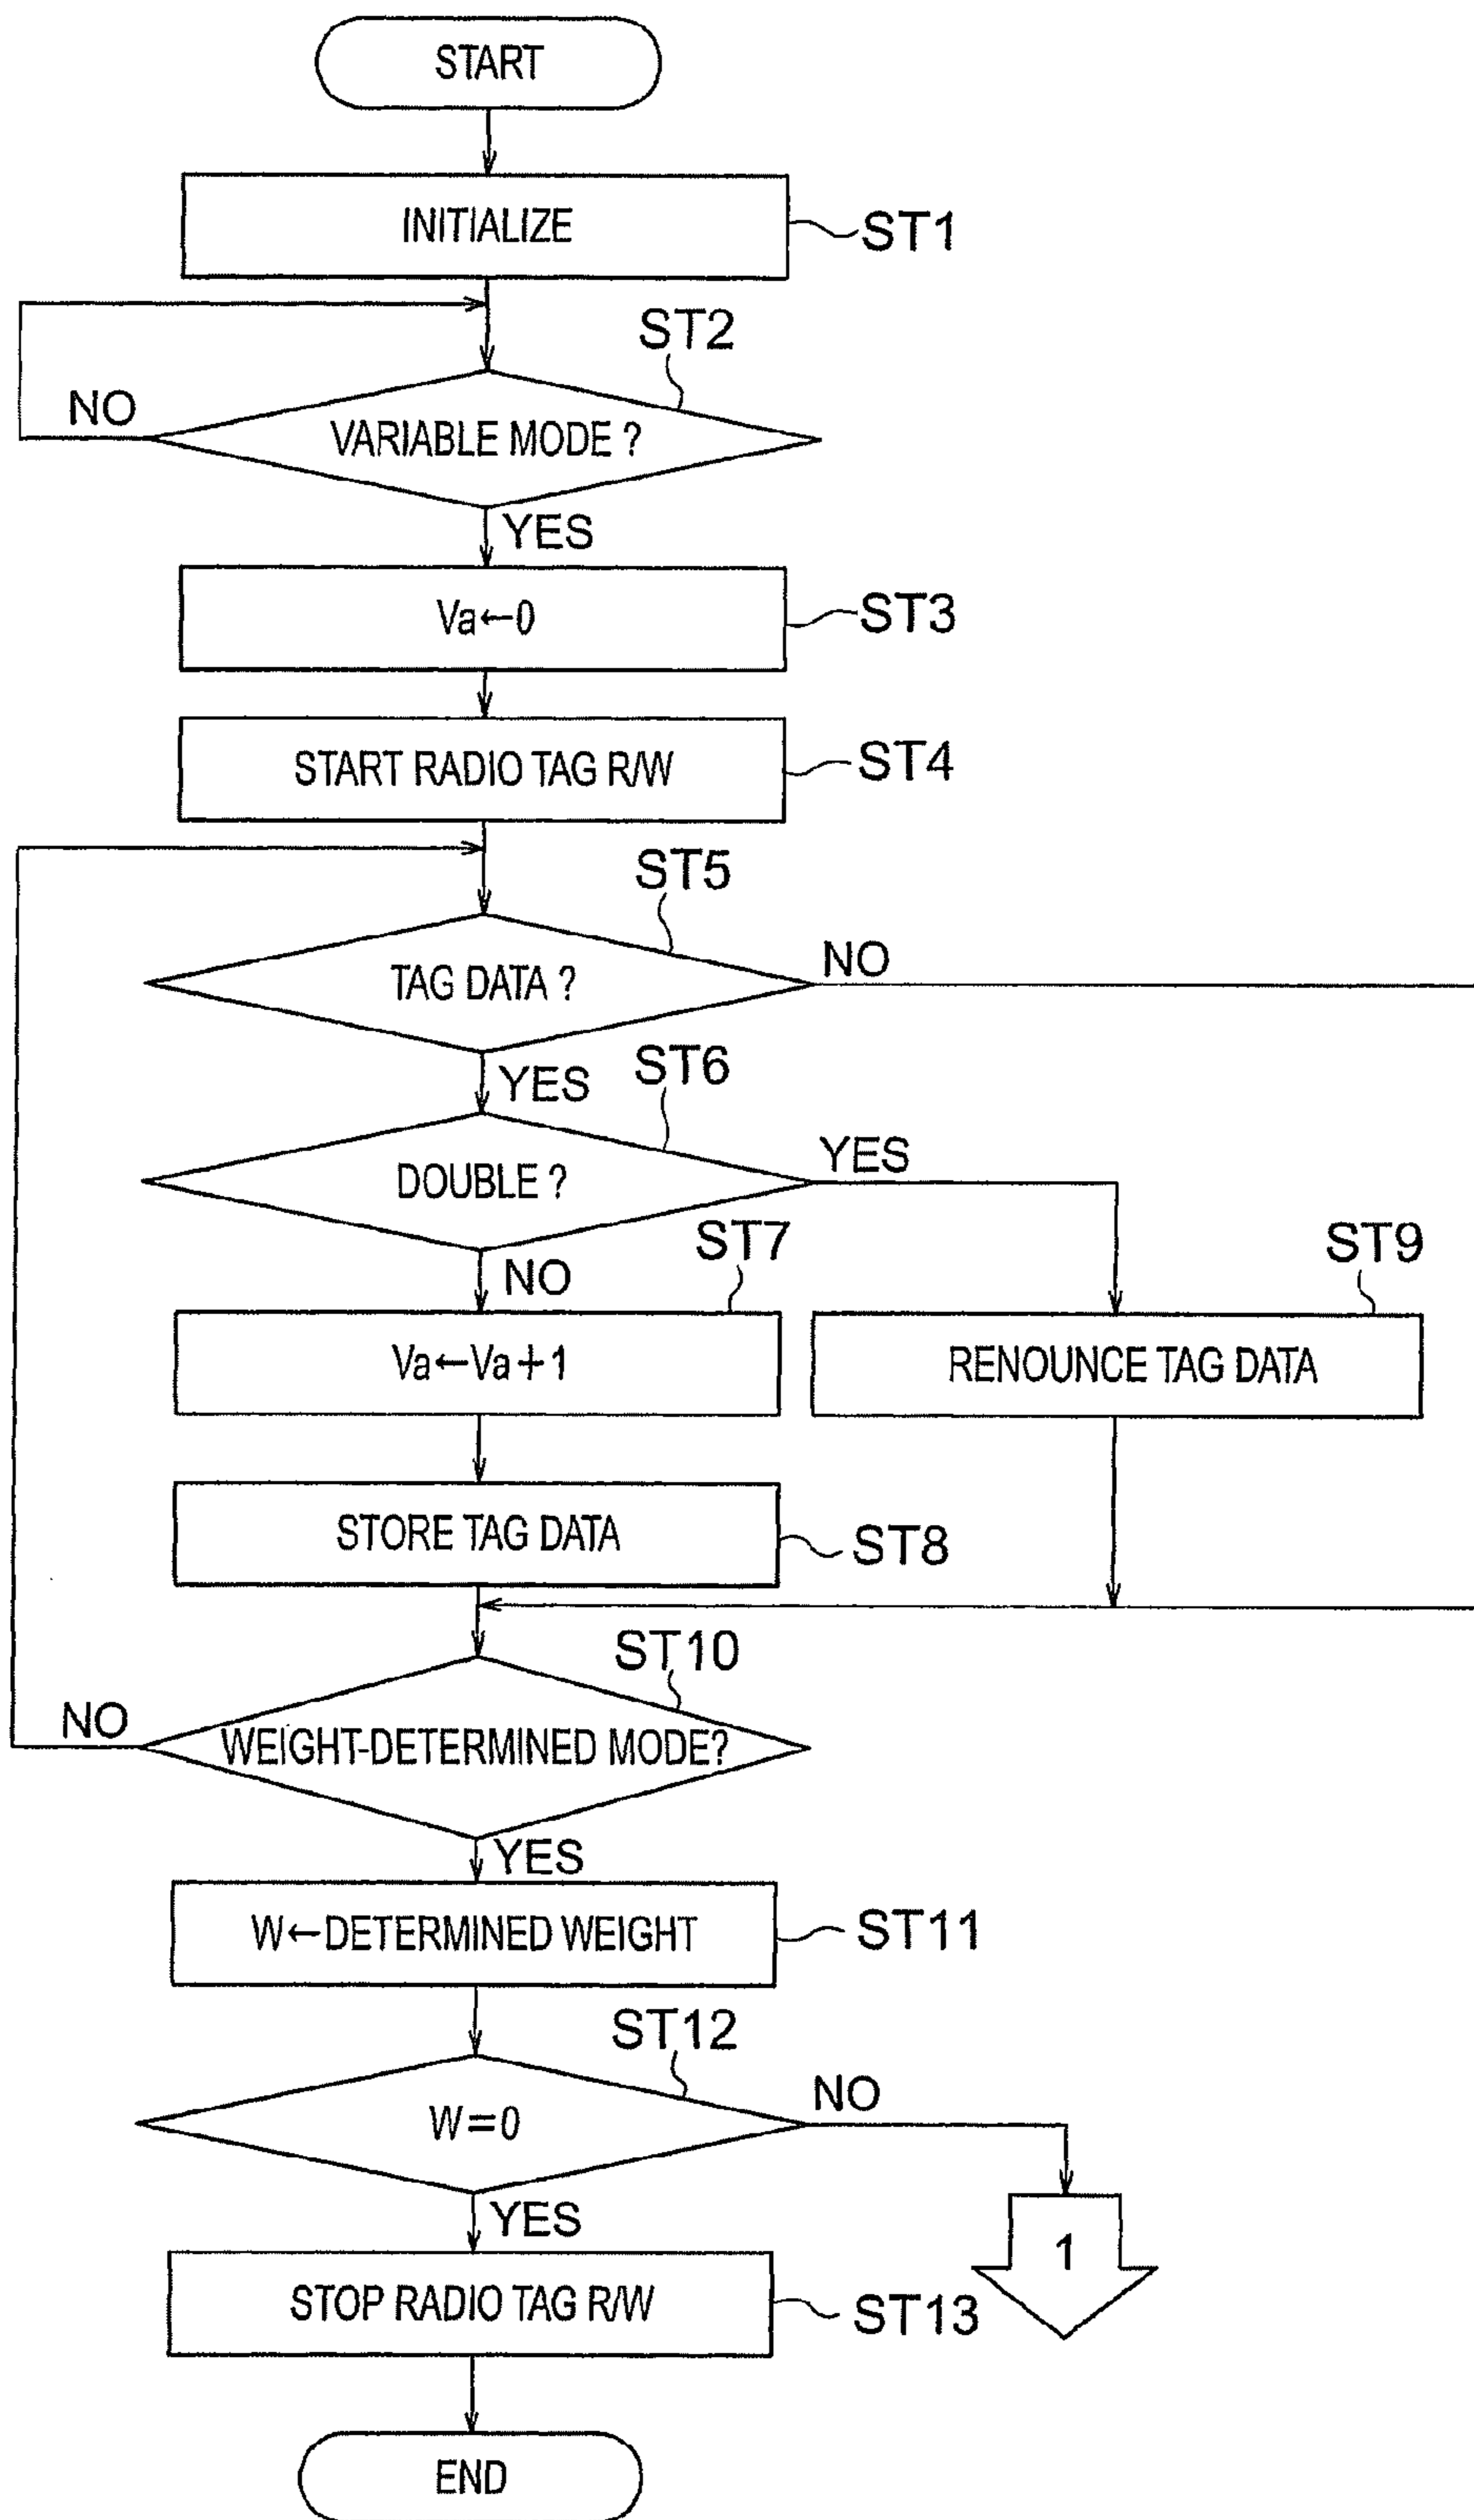 START
INITIALIZE
ST1
ST2
NO
VARIABLE MODE ?
YES
Va←0
ST3
START RADIO TAG R/W
ST4
ST5
NO
TAG DATA ?
YES
ST6
YES
DOUBLE ?
NO
ST7
ST9
Va←Va+1
RENOUNCE TAG DATA
STORE TAG DATA
ST8
ST10
NO
WEIGHT-DETERMINED MODE?
YES
W←DETERMINED WEIGHT
ST11
ST12
NO
W=0
YES
1
STOP RADIO TAG R/W
ST13
END